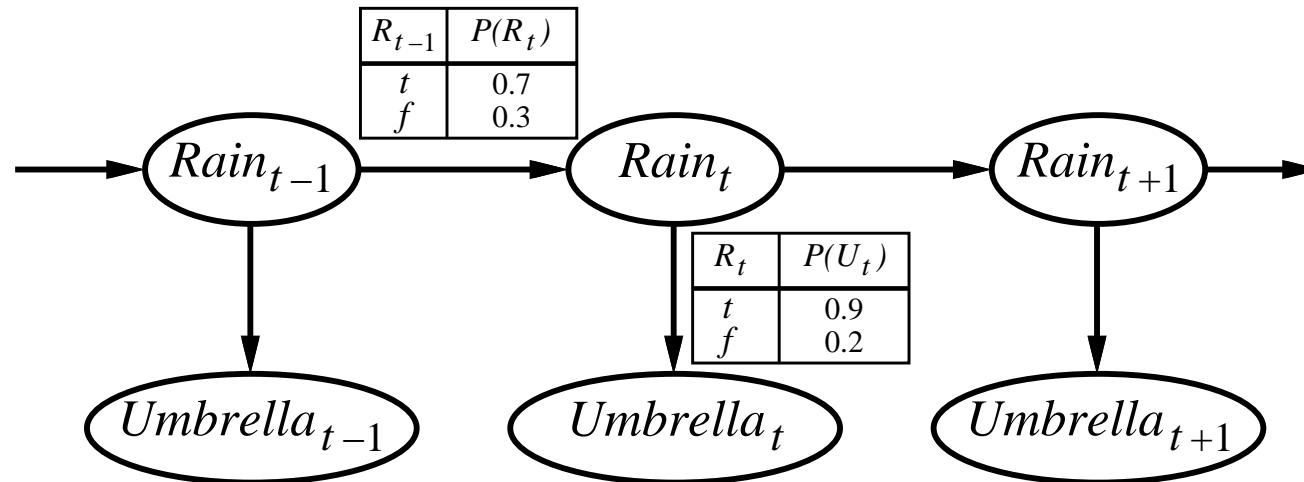 R_{t-1} P(R_t)
t 0.7
f 0.3
Rain_{t-1} Rain_t Rain_{t+1}
R_t P(U_t)
t 0.9
f 0.2
Umbrella_{t-1} Umbrella_t Umbrella_{t+1}